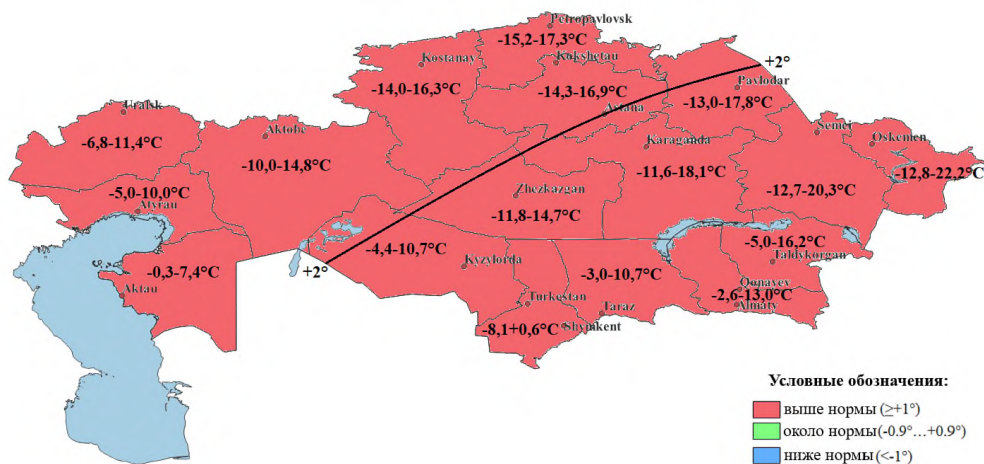 Petropavlovsk
-15,2-17,3°C
Kostanay
Kokshetau
-14,0-16,3°C
-14,3-16,9°C
+2°
Pavlodar
-13,0-17,8°C
Astana
Uralsk
-6,8-11,4°C
Aktobe
-10,0-14,8°C
Karaganda
-11,6-18,1°C
Semei
Oskemen
-12,8-22,2°C
-12,7-20,3°C
-5,0-10,0°C
Atyrau
Zhezkazgan
-11,8-14,7°C
-4,4-10,7°C
Kyzylorda
+2°
-0,3-7,4°C
Aktau
-3,0-10,7°C
-5,0-16,2°C
Taldykorgan
Qonayev
-2,6-13,0°C
Almaty
Turkestan
Taraz
-8,1+0,6°C
Shymkent
Условные обозначения:
выше нормы (≥+1°)
около нормы (-0.9°…+0.9°)
ниже нормы (<-1°)